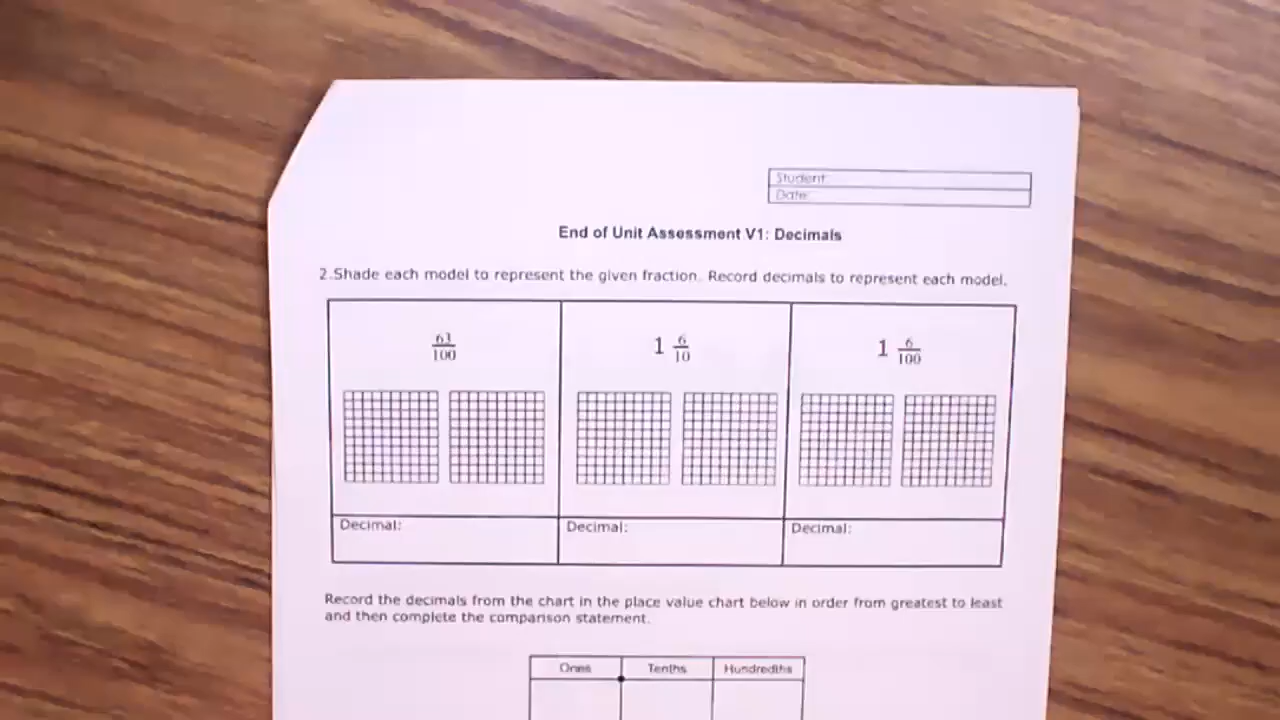 Student:
Date:
End of Unit Assessment V1: Decimals
2.Shade each model to represent the given fraction. Record decimals to represent each model.
63/100
1 6/10
1 6/100
Decimal:
Decimal:
Decimal:
Record the decimals from the chart in the place value chart below in order from greatest to least
and then complete the comparison statement.
Ones Tenths Hundredths